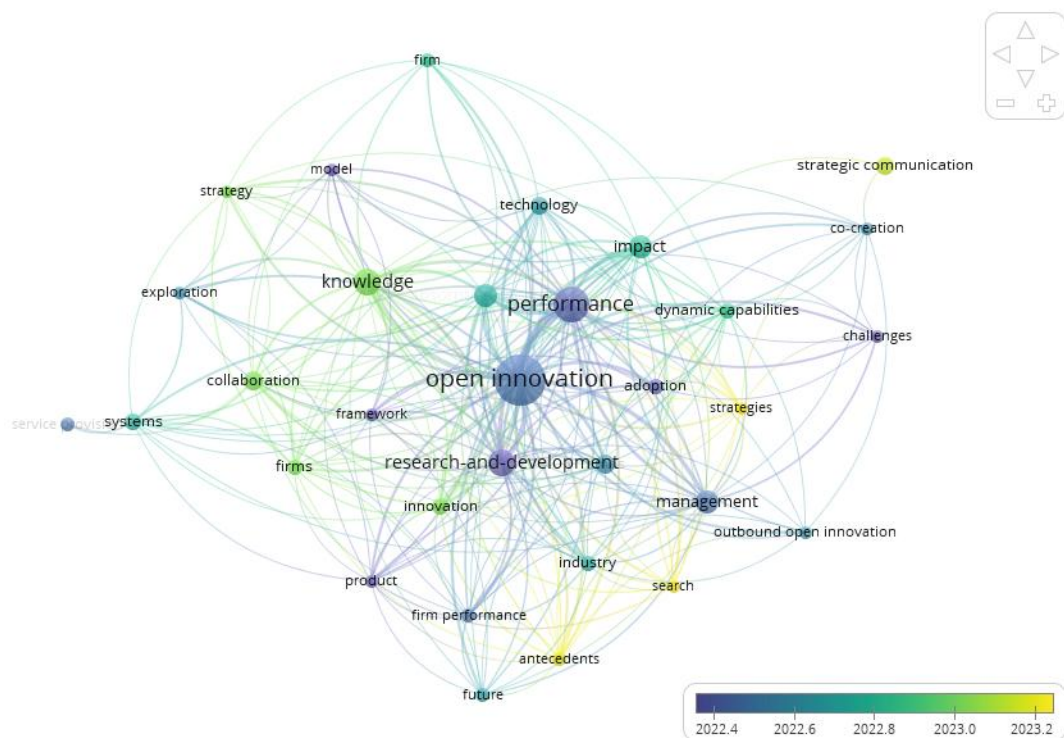 firm
strategic communication
model
strategy
technology
co-creation
impact
knowledge
exploration
performance
dynamic capabilities
challenges
open innovation
collaboration
adoption
strategies
framework
systems
research-and-development
firms
management
innovation
outbound open innovation
industry
product
search
firm performance
antecedents
future
2022.4 2022.6 2022.8 2023.0 2023.2